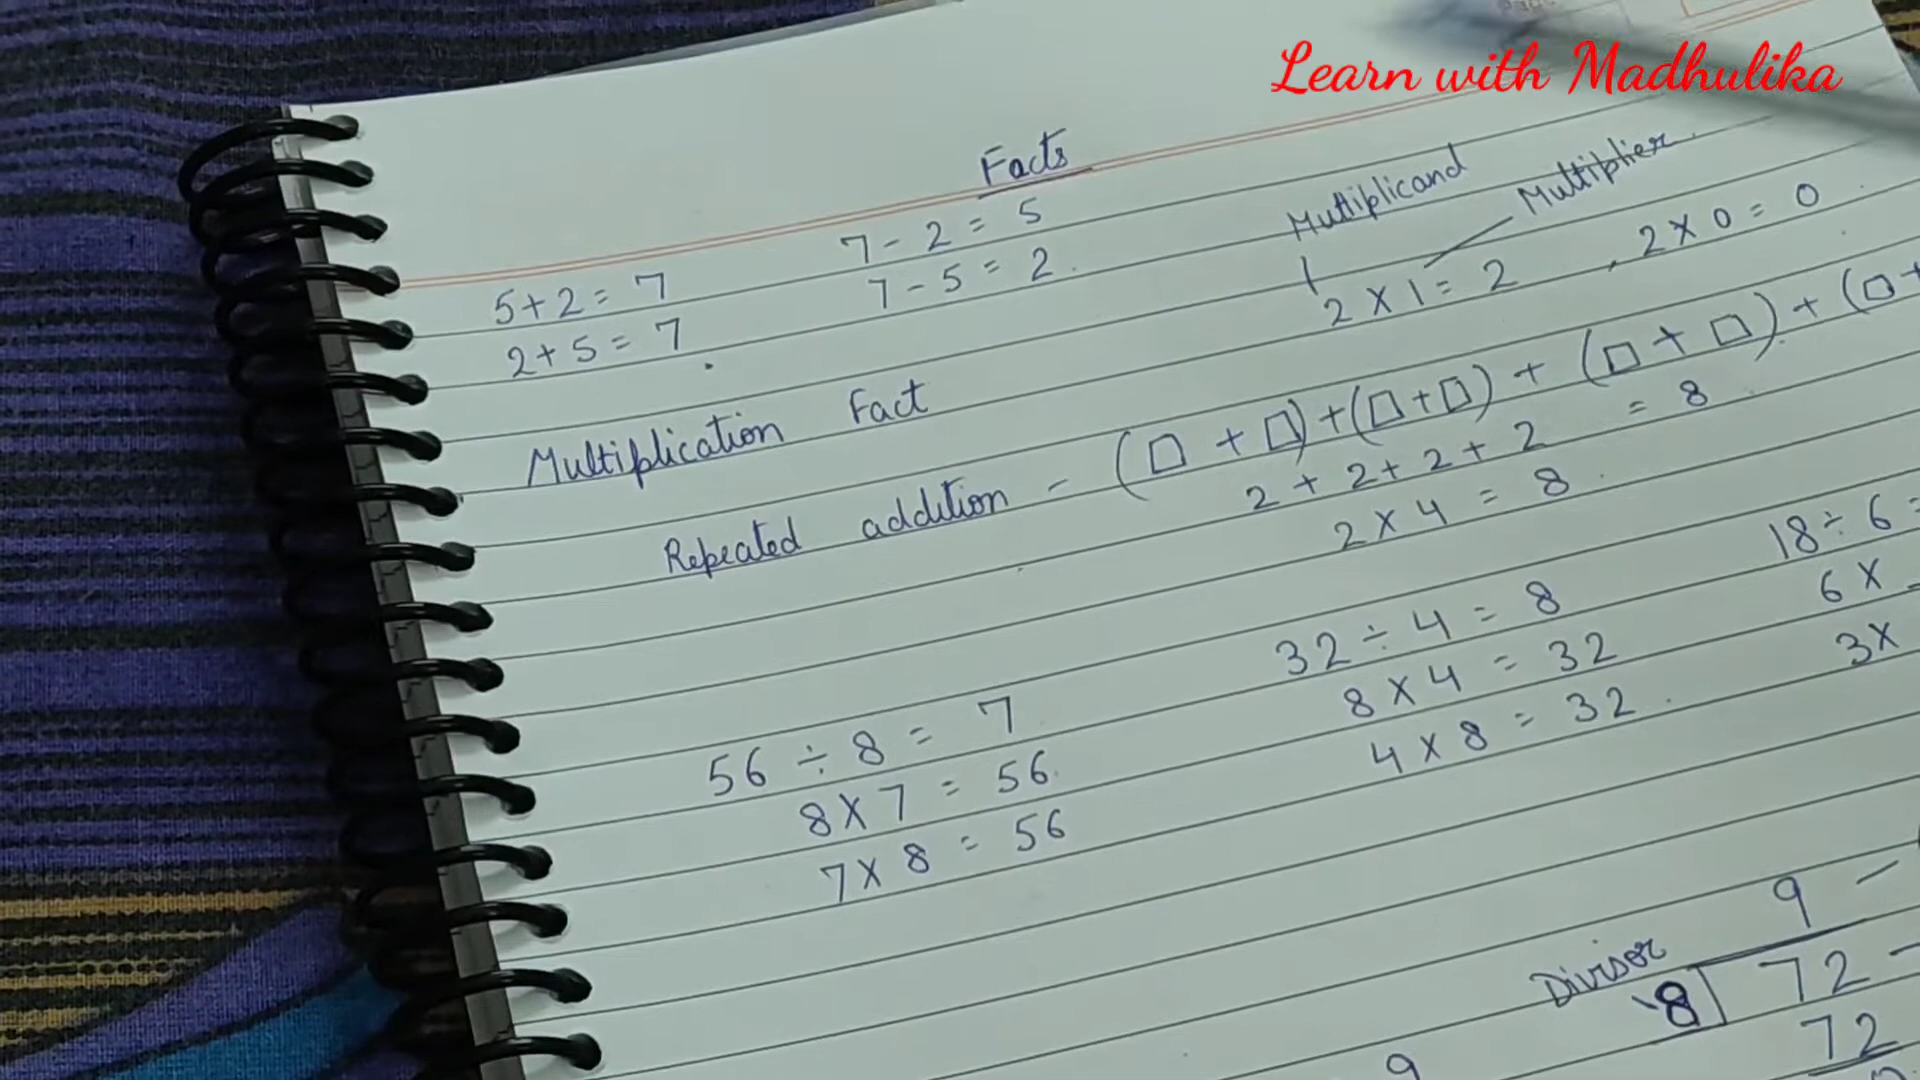 Learn with Madhulika
Facts
5+2 = 7
2+5 = 7
7 - 2 = 5
7 - 5 = 2
Multiplicand
Multiplier
2 X 1 = 2 , 2 X 0 = 0
Multiplication Fact
Repeated addition - (□ + □) + (□ + □) + (□ + □) + (□ +
2 + 2 + 2 + 2 = 8
2 X 4 = 8
56 ÷ 8 = 7
8 X 7 = 56
7 X 8 = 56
32 ÷ 4 = 8
8 X 4 = 32
4 X 8 = 32
18 ÷ 6 =
6 X
3 X
9 -
Divisor
8 72 -
72
9